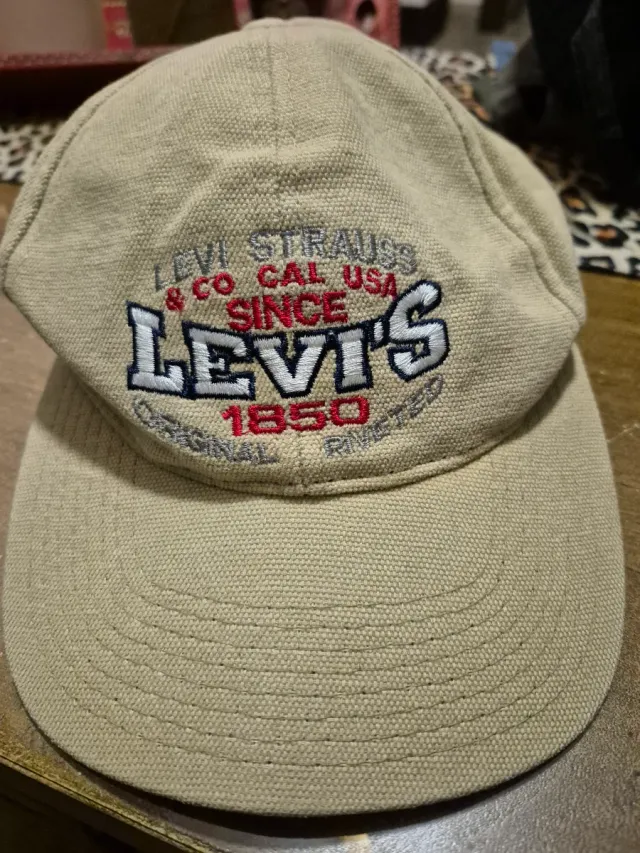 LEVI STRAUSS
& CO CAL USA
SINCE
LEVI'S
1850
ORIGINAL RIVETED